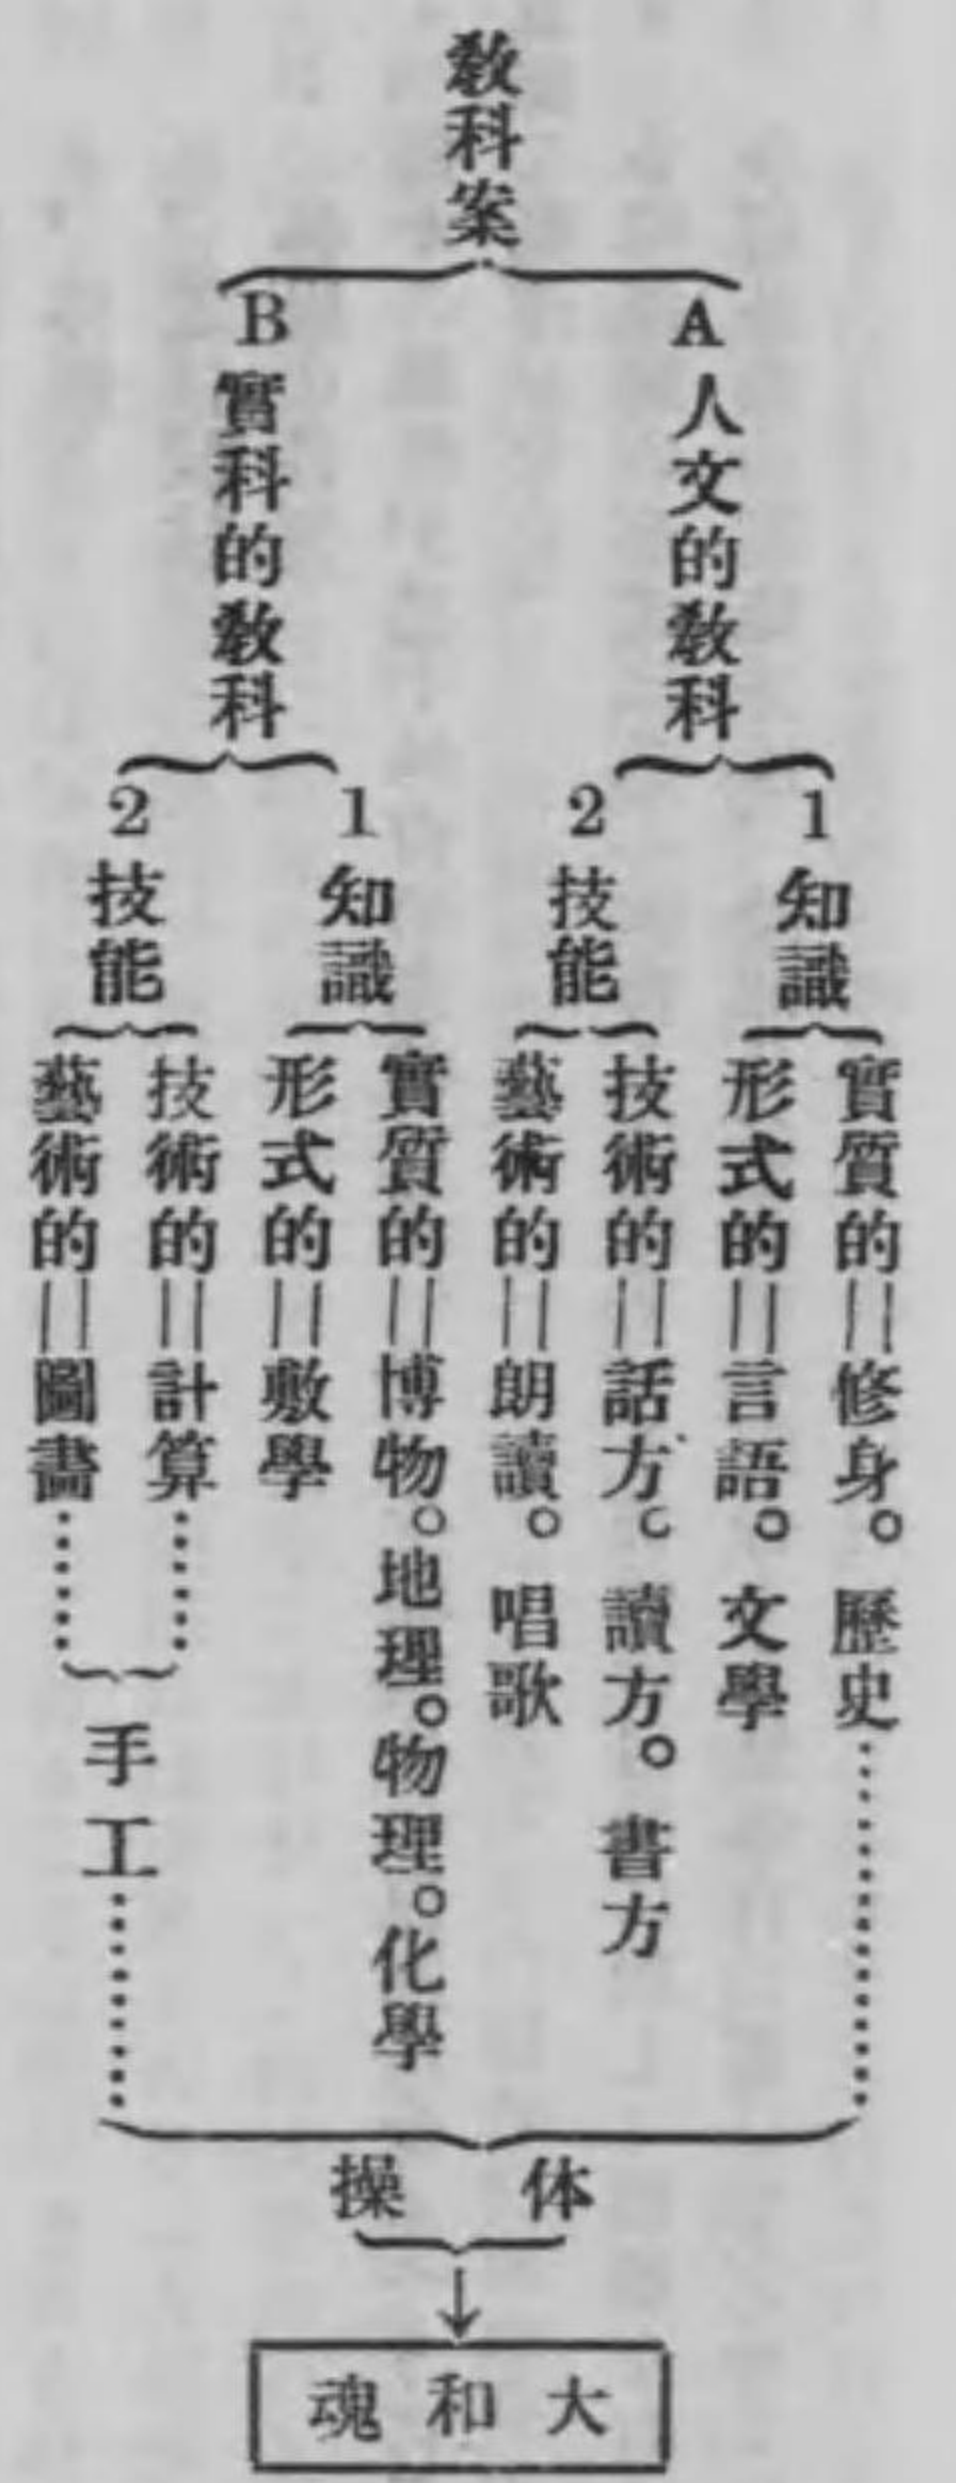 敎科案
A 人文的敎科
1 知識
實質的||修身。歷史
形式的||言語。文學
2 技能
技術的||話方。讀方。書方
藝術的||朗讀。唱歌
B 實科的敎科
1 知識
實質的||博物。地理。物理。化學
形式的||數學
2 技能
技術的||計算
藝術的||圖畵
手工
体操
大和魂